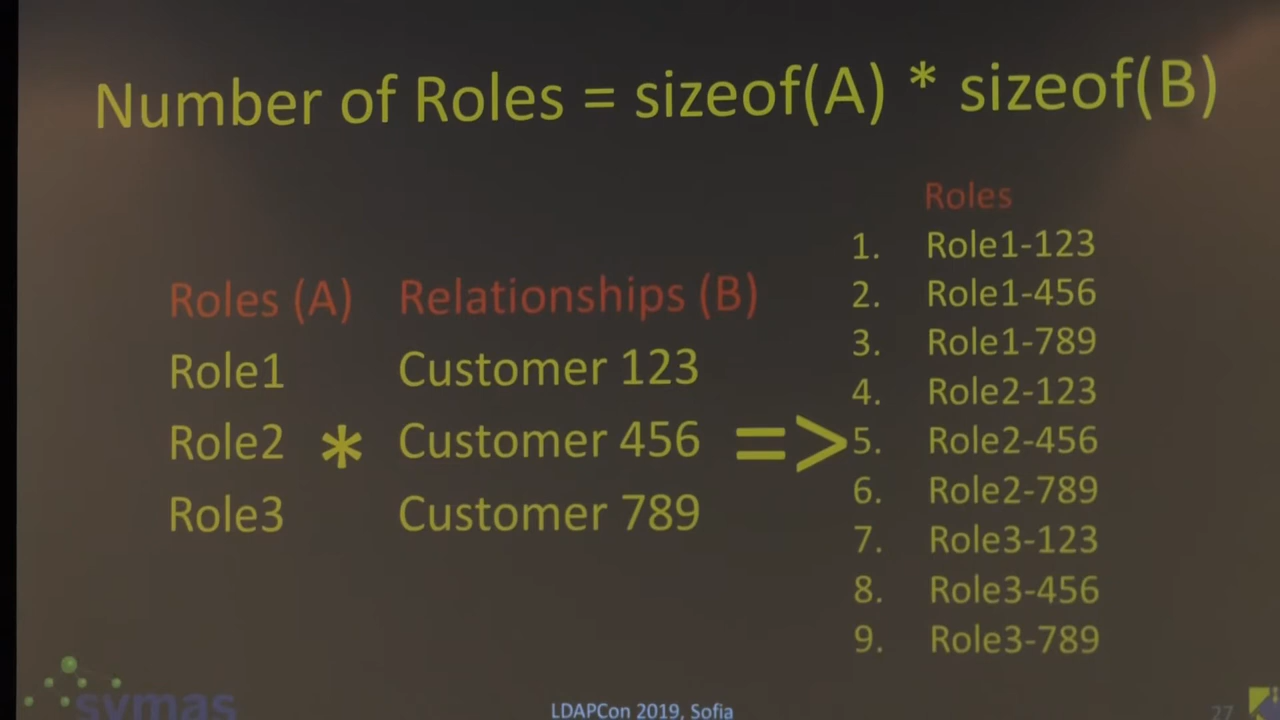 Number of Roles = sizeof(A) * sizeof(B)
Roles (A)
Role1
Role2
Role3
*
Relationships (B)
Customer 123
Customer 456
Customer 789
=>
Roles
1. Role1-123
2. Role1-456
3. Role1-789
4. Role2-123
5. Role2-456
6. Role2-789
7. Role3-123
8. Role3-456
9. Role3-789
symas
LDAPCon 2019, Sofia
27